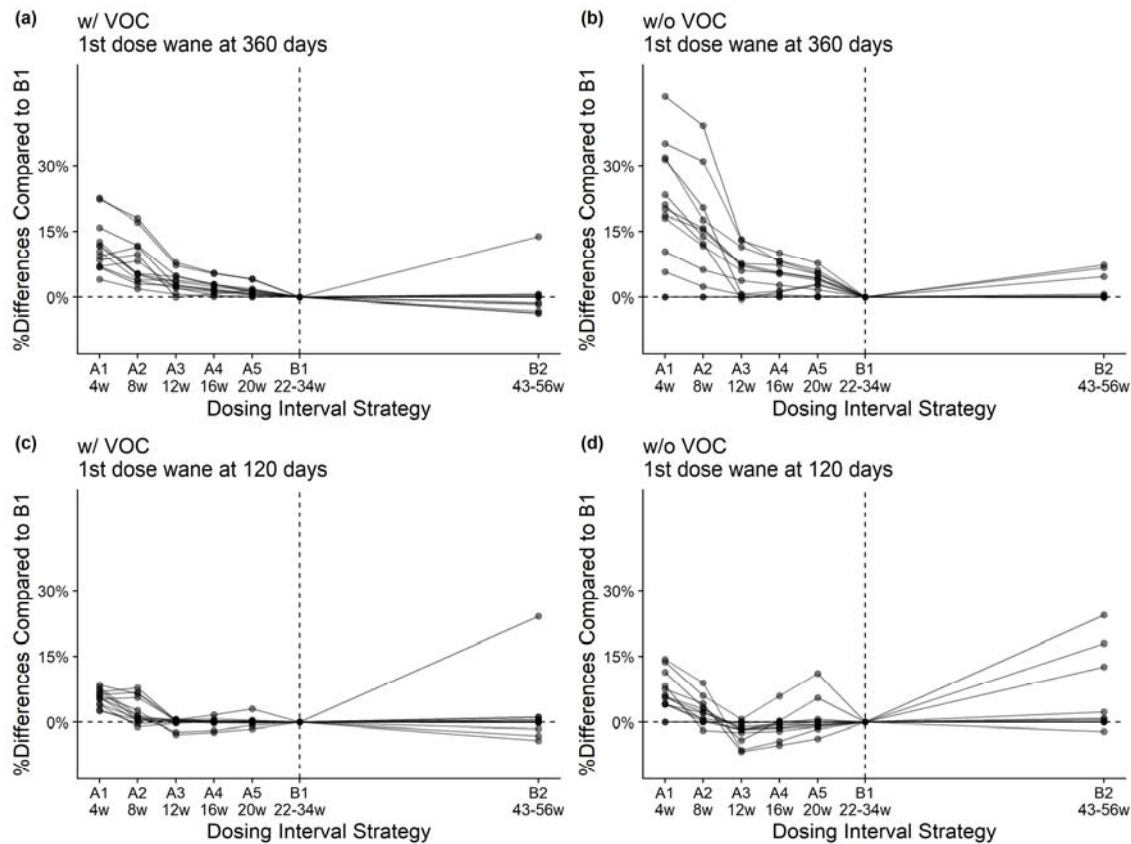 (a) w/ VOC
1st dose wane at 360 days
%Differences Compared to B1
30%
15%
0%
A1 A2 A3 A4 A5 B1 B2
4w 8w 12w 16w 20w 22-34w 43-56w
Dosing Interval Strategy
(b) w/o VOC
1st dose wane at 360 days
%Differences Compared to B1
30%
15%
0%
A1 A2 A3 A4 A5 B1 B2
4w 8w 12w 16w 20w 22-34w 43-56w
Dosing Interval Strategy
(c) w/ VOC
1st dose wane at 120 days
%Differences Compared to B1
30%
15%
0%
A1 A2 A3 A4 A5 B1 B2
4w 8w 12w 16w 20w 22-34w 43-56w
Dosing Interval Strategy
(d) w/o VOC
1st dose wane at 120 days
%Differences Compared to B1
30%
15%
0%
A1 A2 A3 A4 A5 B1 B2
4w 8w 12w 16w 20w 22-34w 43-56w
Dosing Interval Strategy